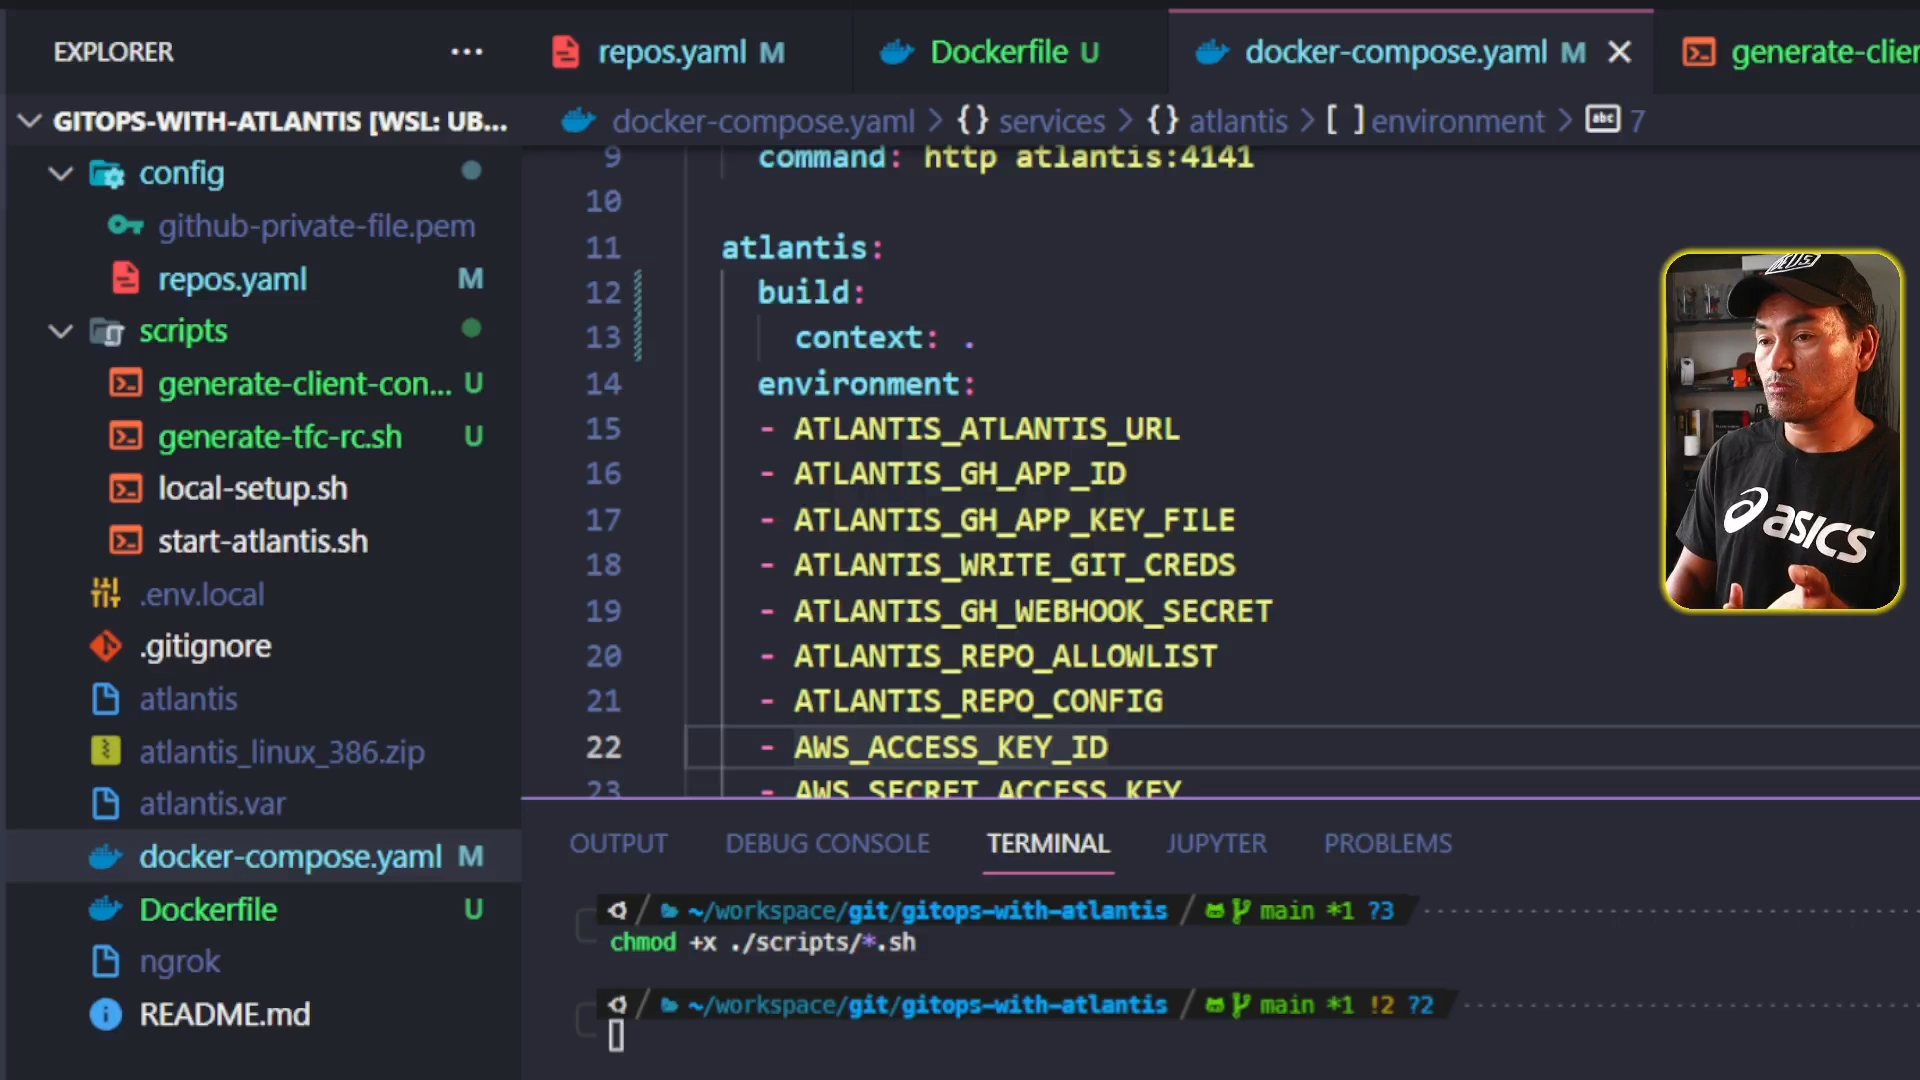 EXPLORER ...
GITOPS-WITH-ATLANTIS [WSL: UB...
config
github-private-file.pem
repos.yaml M
scripts
generate-client-con... U
generate-tfc-rc.sh U
local-setup.sh
start-atlantis.sh
.env.local
.gitignore
atlantis
atlantis_linux_386.zip
atlantis.var
docker-compose.yaml M
Dockerfile U
ngrok
README.md
repos.yaml M
Dockerfile U
docker-compose.yaml M
generate-clien
docker-compose.yaml > {} services > {} atlantis > [ ] environment > abc 7
9 command: http atlantis:4141
10
11 atlantis:
12 build:
13 context: .
14 environment:
15 - ATLANTIS_ATLANTIS_URL
16 - ATLANTIS_GH_APP_ID
17 - ATLANTIS_GH_APP_KEY_FILE
18 - ATLANTIS_WRITE_GIT_CREDS
19 - ATLANTIS_GH_WEBHOOK_SECRET
20 - ATLANTIS_REPO_ALLOWLIST
21 - ATLANTIS_REPO_CONFIG
22 - AWS_ACCESS_KEY_ID
23 - AWS_SECRET_ACCESS_KEY
OUTPUT DEBUG CONSOLE TERMINAL JUPYTER PROBLEMS
~/workspace/git/gitops-with-atlantis / main *1 ?3
chmod +x ./scripts/*.sh
~/workspace/git/gitops-with-atlantis / main *1 !2 ?2
asics